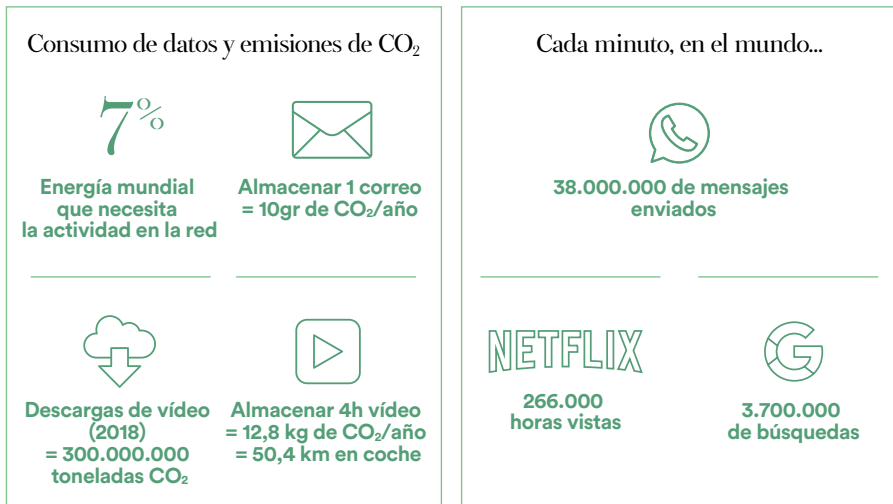 Consumo de datos y emisiones de CO₂
7%
Energía mundial
que necesita
la actividad en la red
Almacenar 1 correo
= 10gr de CO₂/año
Descargas de vídeo
(2018)
= 300.000.000
toneladas CO₂
Almacenar 4h vídeo
= 12,8 kg de CO₂/año
= 50,4 km en coche
Cada minuto, en el mundo...
38.000.000 de mensajes
enviados
NETFLIX
266.000
horas vistas
G
3.700.000
de búsquedas